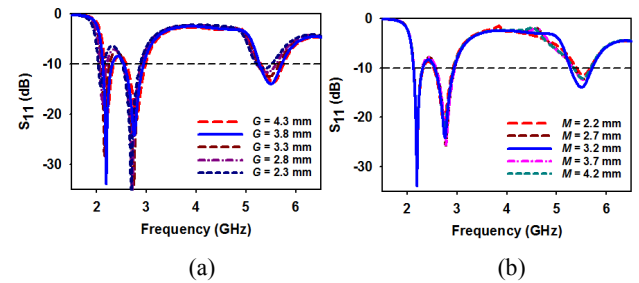 (a)
0
-10
-20
-30
S11 (dB)
G = 4.3 mm
G = 3.8 mm
G = 3.3 mm
G = 2.8 mm
G = 2.3 mm
2 3 4 5 6
Frequency (GHz)
(a)
(b)
0
-10
-20
-30
S11 (dB)
M = 2.2 mm
M = 2.7 mm
M = 3.2 mm
M = 3.7 mm
M = 4.2 mm
2 3 4 5 6
Frequency (GHz)
(b)